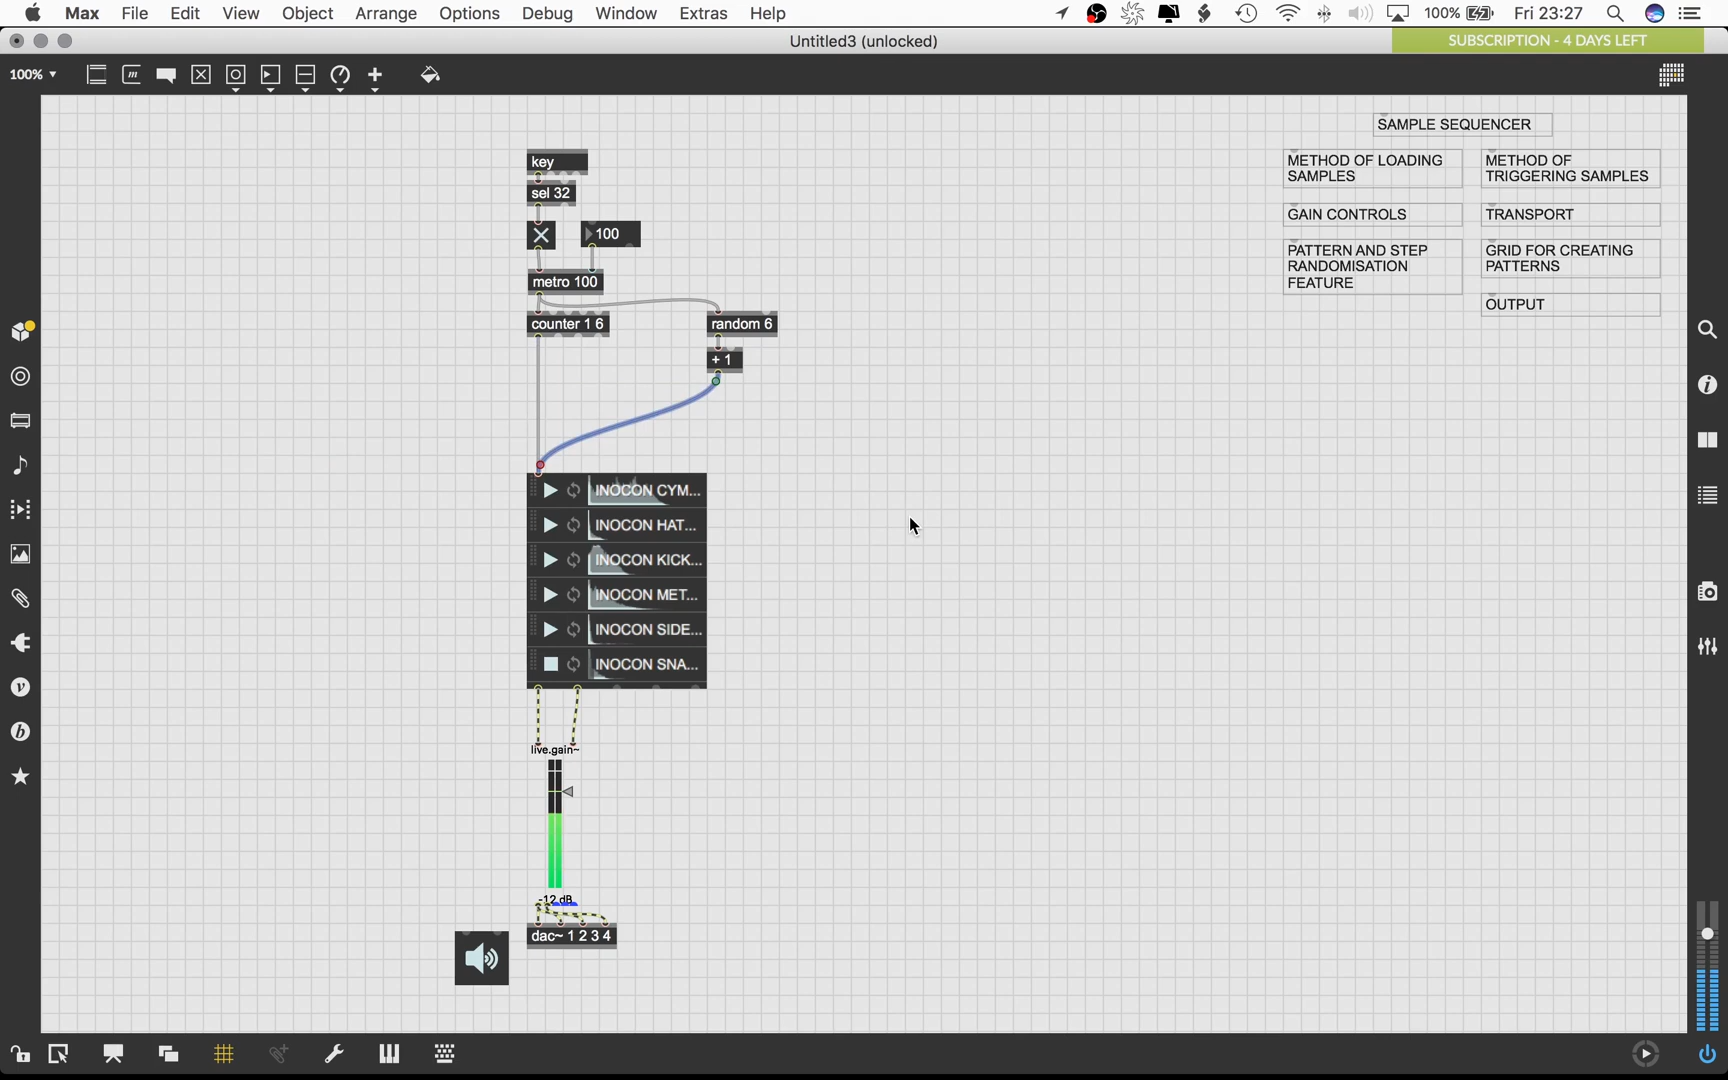 Max File Edit View Object Arrange Options Debug Window Extras Help 100% Fri 23:27
Untitled3 (unlocked)
SUBSCRIPTION - 4 DAYS LEFT
100%
SAMPLE SEQUENCER
METHOD OF LOADING
SAMPLES
METHOD OF
TRIGGERING SAMPLES
GAIN CONTROLS
TRANSPORT
PATTERN AND STEP
RANDOMISATION
FEATURE
GRID FOR CREATING
PATTERNS
OUTPUT
key
sel 32
100
metro 100
counter 1 6
random 6
+ 1
INOCON CYM...
INOCON HAT...
INOCON KICK...
INOCON MET...
INOCON SIDE...
INOCON SNA...
live.gain~
-12 dB
dac~ 1 2 3 4